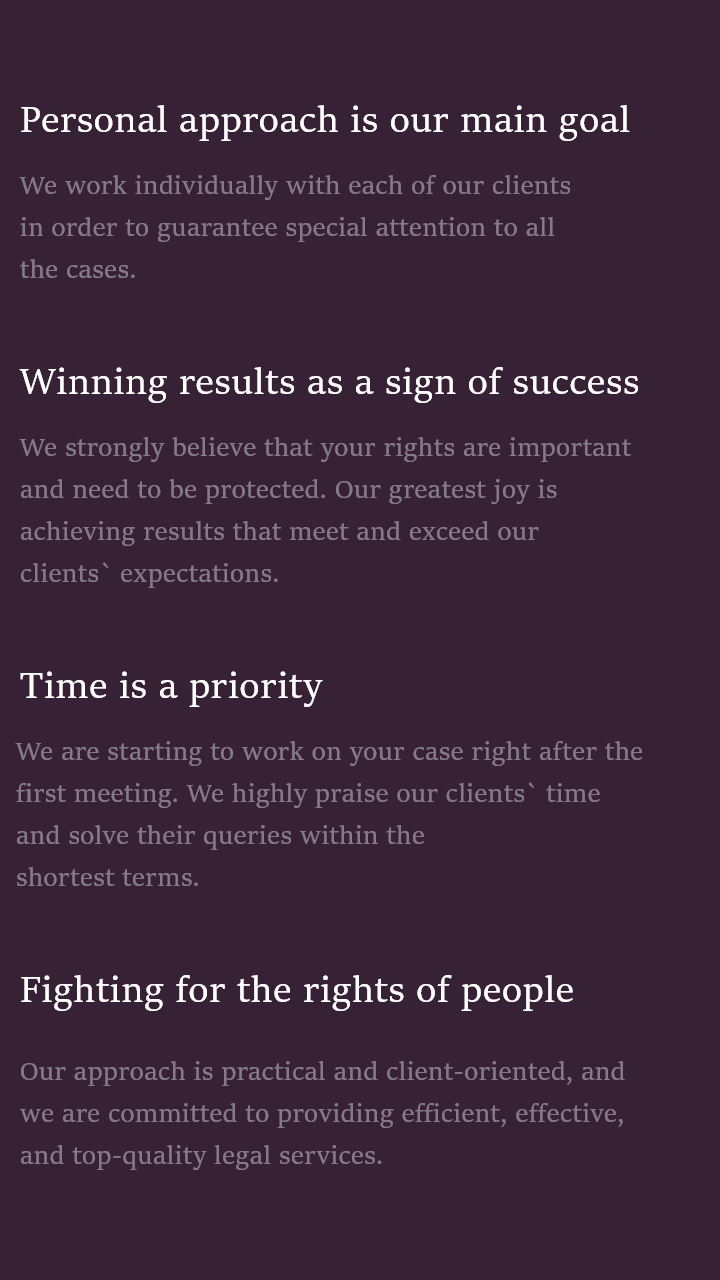 Personal approach is our main goal
We work individually with each of our clients
in order to guarantee special attention to all
the cases.
Winning results as a sign of success
We strongly believe that your rights are important
and need to be protected. Our greatest joy is
achieving results that meet and exceed our
clients` expectations.
Time is a priority
We are starting to work on your case right after the
first meeting. We highly praise our clients` time
and solve their queries within the
shortest terms.
Fighting for the rights of people
Our approach is practical and client-oriented, and
we are committed to providing efficient, effective,
and top-quality legal services.